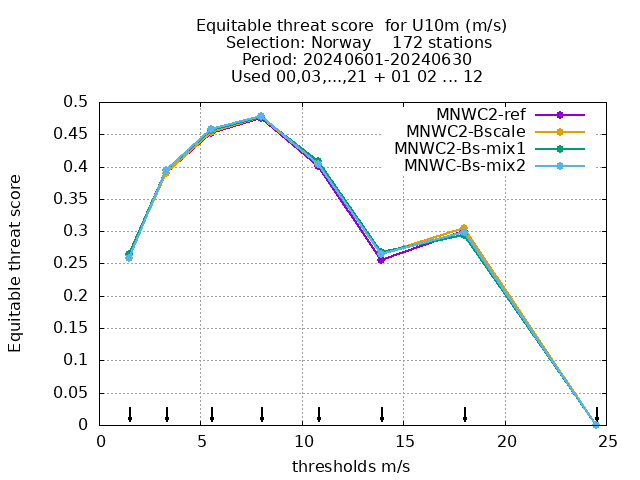 Equitable threat score  for U10m (m/s)
Selection: Norway    172 stations
Period: 20240601-20240630
Used 00,03,...,21 + 01 02 ... 12
MNWC2-ref
MNWC2-Bscale
MNWC2-Bs-mix1
MNWC-Bs-mix2
Equitable threat score
0.5
0.45
0.4
0.35
0.3
0.25
0.2
0.15
0.1
0.05
0
0 5 10 15 20 25
thresholds m/s